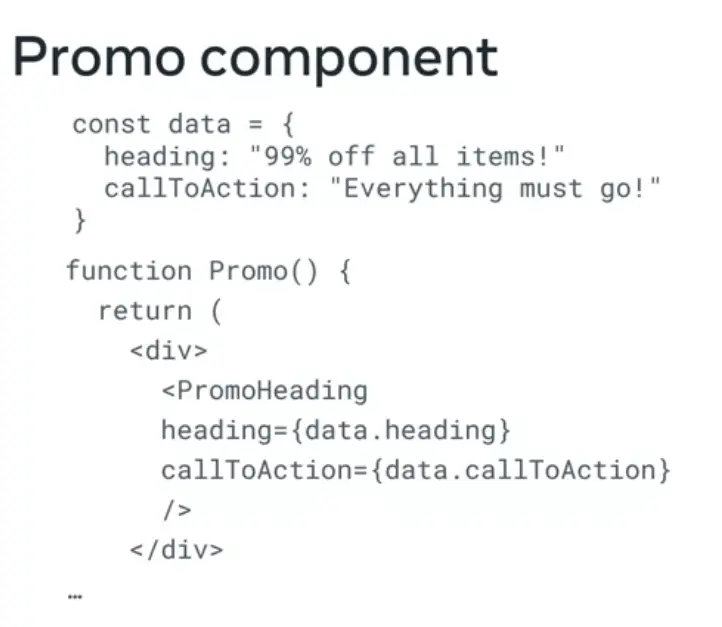 Promo component
const data = {
heading: "99% off all items!"
callToAction: "Everything must go!"
}
function Promo() {
return (
<div>
<PromoHeading
heading={data.heading}
callToAction={data.callToAction}
/>
</div>
…